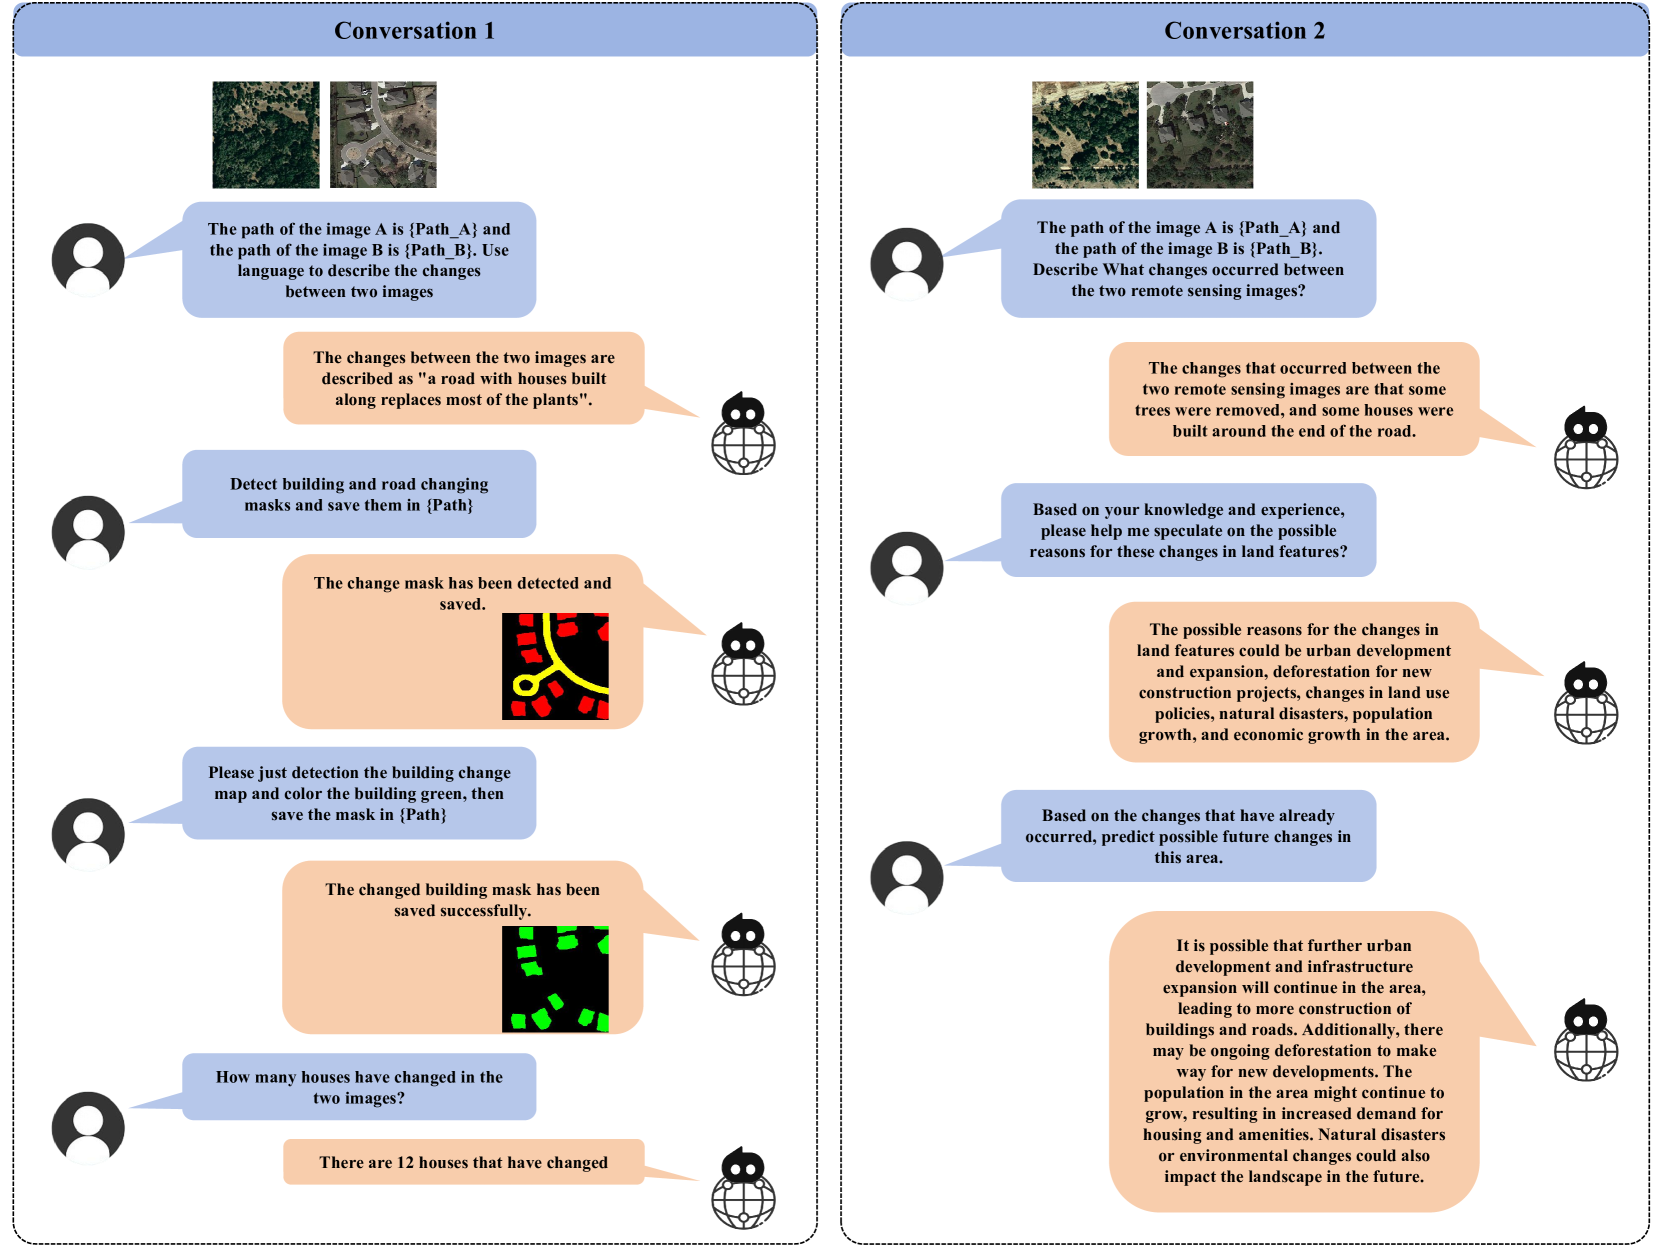 Conversation 1
The path of the image A is {Path_A} and
the path of the image B is {Path_B}. Use
language to describe the changes
between two images
The changes between the two images are
described as "a road with houses built
along replaces most of the plants".
Detect building and road changing
masks and save them in {Path}
The change mask has been detected and
saved.
Please just detection the building change
map and color the building green, then
save the mask in {Path}
The changed building mask has been
saved successfully.
How many houses have changed in the
two images?
There are 12 houses that have changed
Conversation 2
The path of the image A is {Path_A} and
the path of the image B is {Path_B}.
Describe What changes occurred between
the two remote sensing images?
The changes that occurred between the
two remote sensing images are that some
trees were removed, and some houses were
built around the end of the road.
Based on your knowledge and experience,
please help me speculate on the possible
reasons for these changes in land features?
The possible reasons for the changes in
land features could be urban development
and expansion, deforestation for new
construction projects, changes in land use
policies, natural disasters, population
growth, and economic growth in the area.
Based on the changes that have already
occurred, predict possible future changes in
this area.
It is possible that further urban
development and infrastructure
expansion will continue in the area,
leading to more construction of
buildings and roads. Additionally, there
may be ongoing deforestation to make
way for new developments. The
population in the area might continue to
grow, resulting in increased demand for
housing and amenities. Natural disasters
or environmental changes could also
impact the landscape in the future.